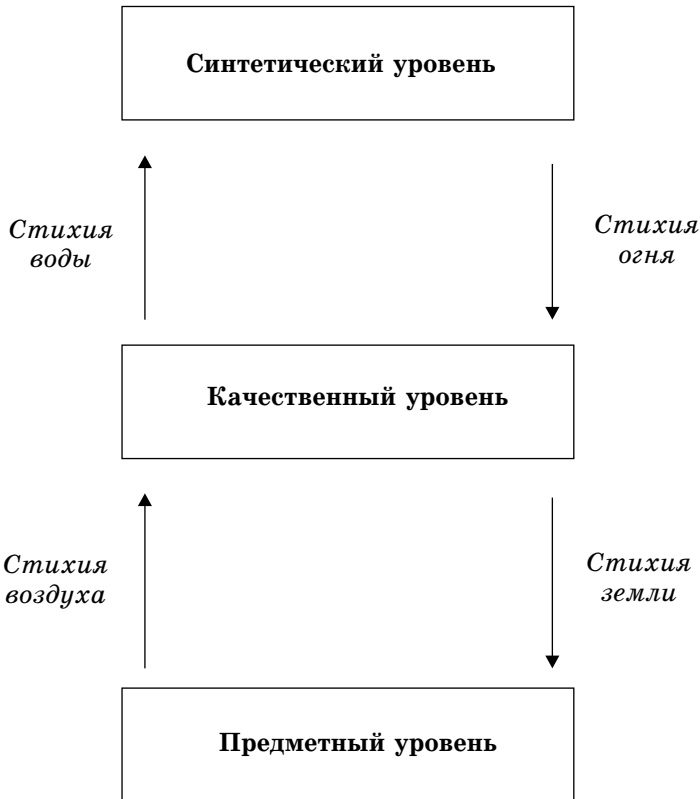 Синтетический уровень
Стихия
воды
Стихия
огня
Качественный уровень
Стихия
воздуха
Стихия
земли
Предметный уровень